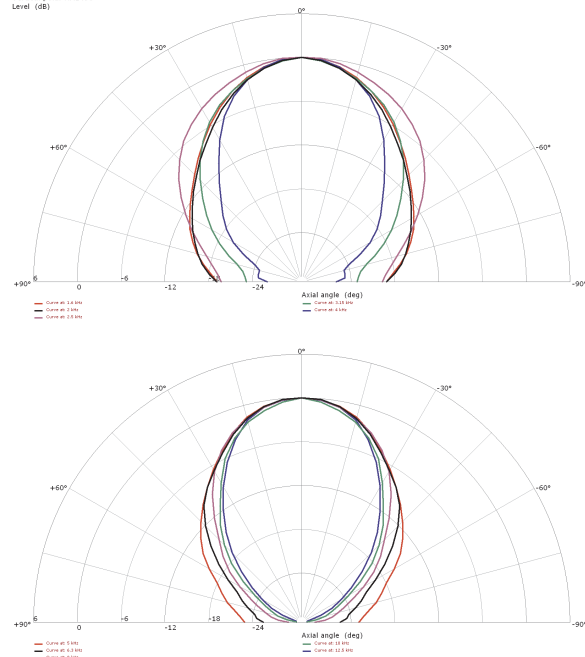 Level (dB)
0°
+30° -30°
+60° -60°
+90° 6 0 -6 -12 -18 -24 -90°
Axial angle (deg)
Curve at: 1.6 kHz Curve at: 3.15 kHz
Curve at: 2 kHz Curve at: 4 kHz
Curve at: 2.5 kHz
0°
+30° -30°
+60° -60°
+90° 6 0 -6 -12 -18 -24 -90°
Axial angle (deg)
Curve at: 5 kHz Curve at: 10 kHz
Curve at: 6.3 kHz Curve at: 12.5 kHz